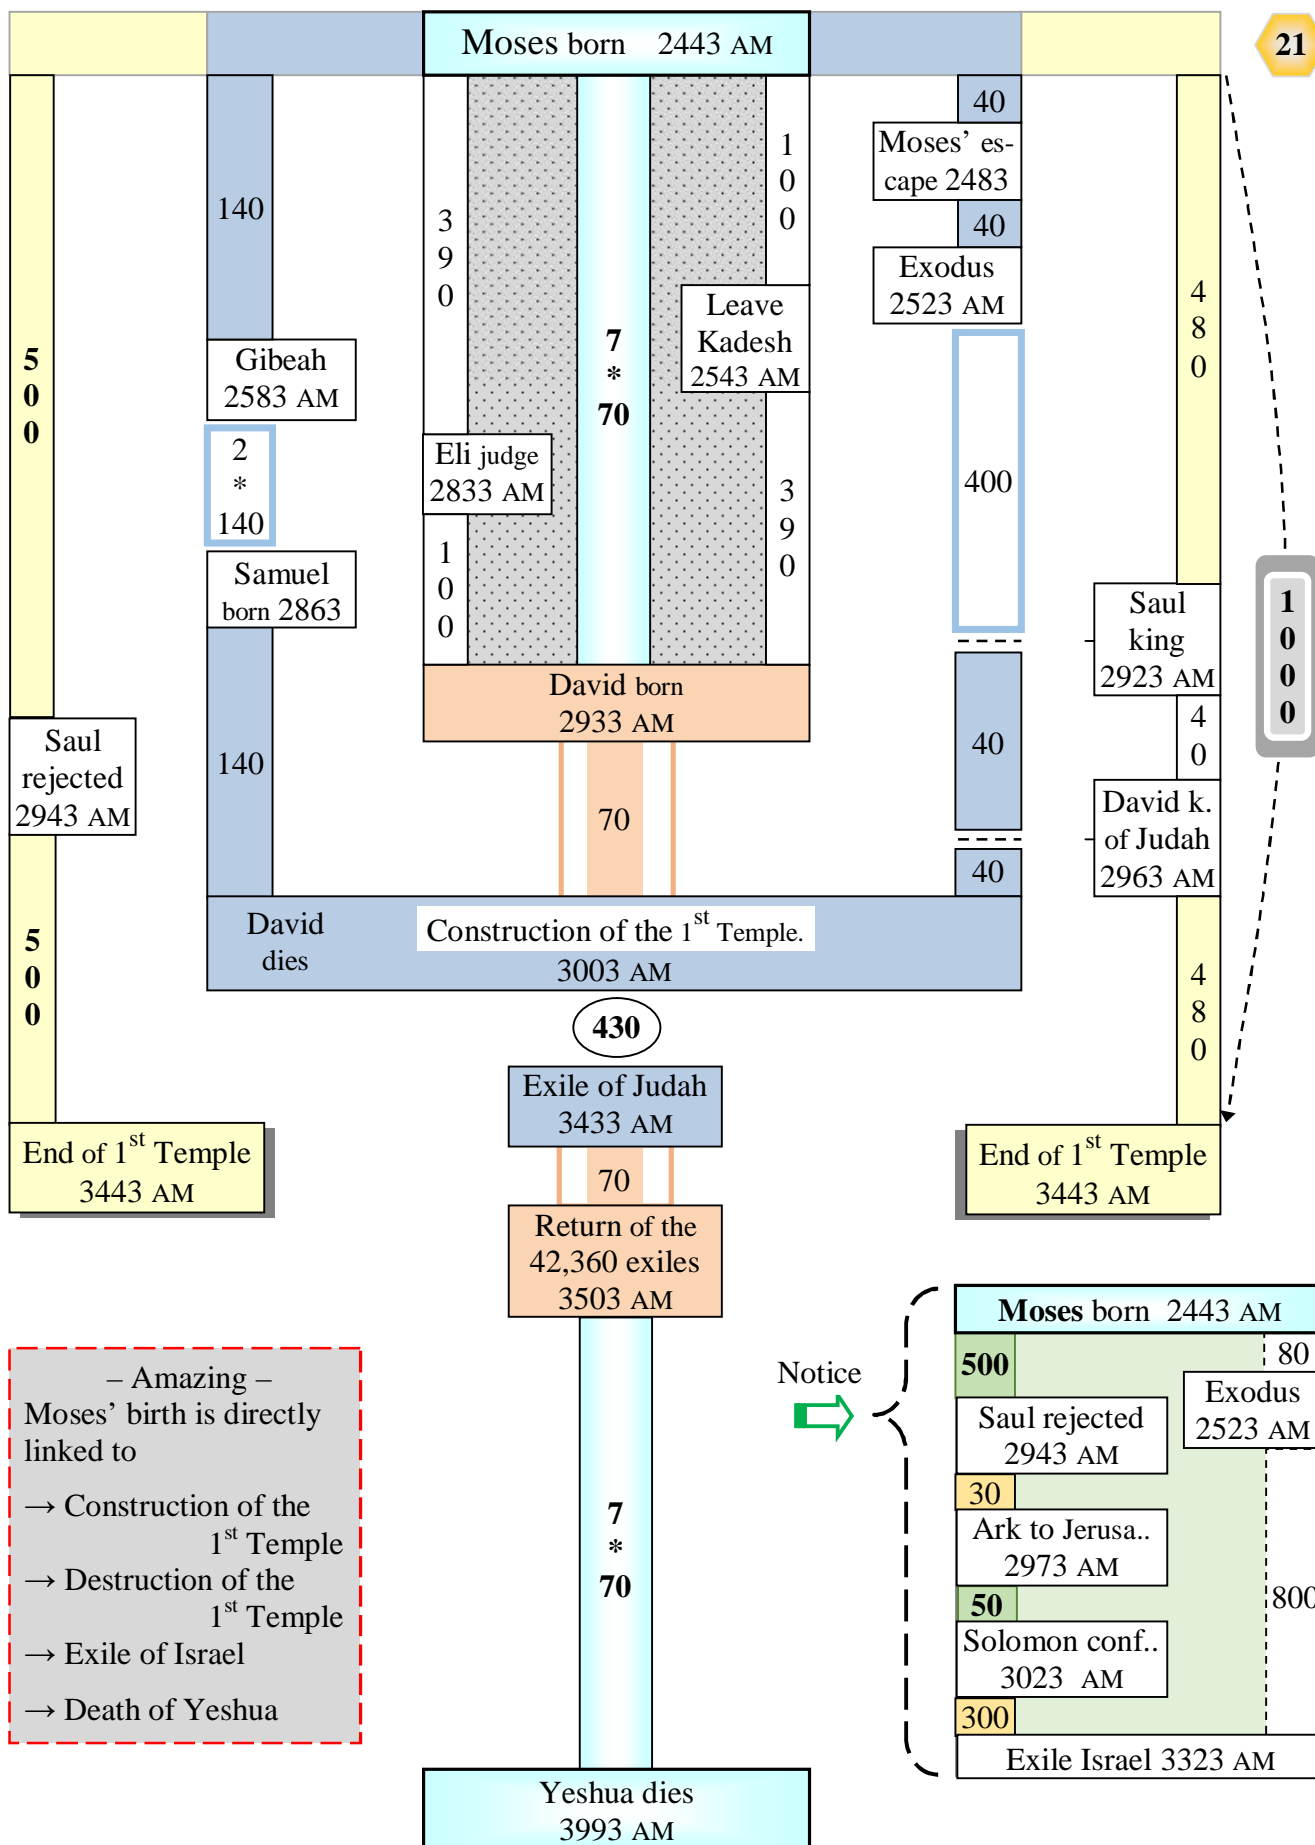 Moses born 2443 AM
21
500
140
390
7
*
70
100
40
Moses’ es-
cape 2483
40
Exodus
2523 AM
480
Leave
Kadesh
2543 AM
Gibeah
2583 AM
2
*
140
Eli judge
2833 AM
400
390
100
Samuel
born 2863
Saul
king
2923 AM
1000
David born
2933 AM
Saul
rejected
2943 AM
140
70
40
40
David k.
of Judah
2963 AM
40
David
dies
Construction of the 1st Temple.
3003 AM
500
480
430
Exile of Judah
3433 AM
End of 1st Temple
3443 AM
End of 1st Temple
3443 AM
70
Return of the
42,360 exiles
3503 AM
7
*
70
Yeshua dies
3993 AM
– Amazing –
Moses’ birth is directly
linked to
→ Construction of the
1st Temple
→ Destruction of the
1st Temple
→ Exile of Israel
→ Death of Yeshua
Notice
Moses born 2443 AM
500
80
Exodus
2523 AM
Saul rejected
2943 AM
30
Ark to Jerusa..
2973 AM
50
800
Solomon conf..
3023 AM
300
Exile Israel 3323 AM